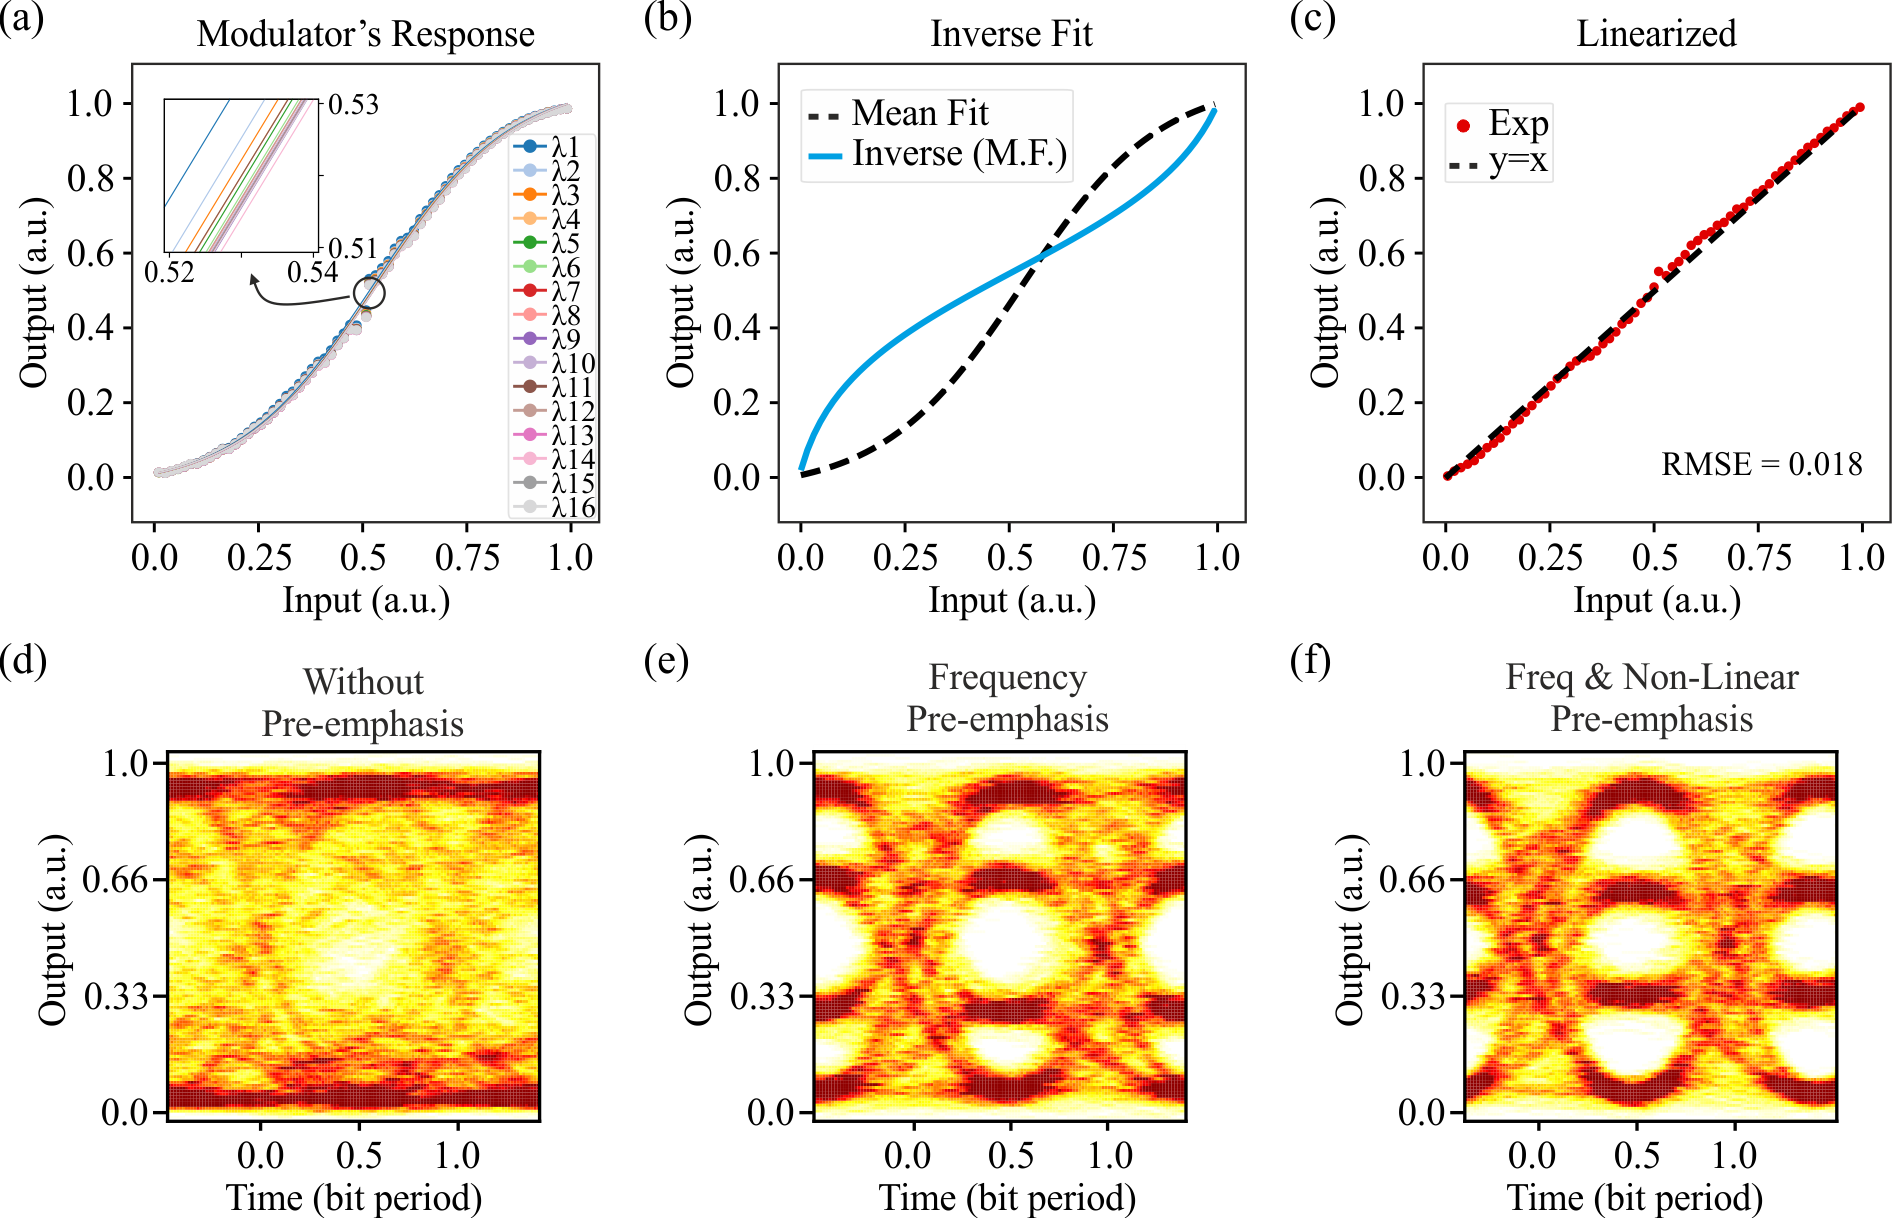 (a)
Modulator’s Response
1.0
0.8
0.6
0.4
0.2
0.0
Output (a.u.)
0.0 0.25 0.5 0.75 1.0
Input (a.u.)
0.53
0.51
0.52 0.54
λ1
λ2
λ3
λ4
λ5
λ6
λ7
λ8
λ9
λ10
λ11
λ12
λ13
λ14
λ15
λ16
(b)
Inverse Fit
Mean Fit
Inverse (M.F.)
1.0
0.8
0.6
0.4
0.2
0.0
Output (a.u.)
0.0 0.25 0.5 0.75 1.0
Input (a.u.)
(c)
Linearized
Exp
y=x
1.0
0.8
0.6
0.4
0.2
0.0
Output (a.u.)
RMSE = 0.018
0.0 0.25 0.5 0.75 1.0
Input (a.u.)
(d)
Without
Pre-emphasis
1.0
0.66
0.33
0.0
Output (a.u.)
0.0 0.5 1.0
Time (bit period)
(e)
Frequency
Pre-emphasis
1.0
0.66
0.33
0.0
Output (a.u.)
0.0 0.5 1.0
Time (bit period)
(f)
Freq & Non-Linear
Pre-emphasis
1.0
0.66
0.33
0.0
Output (a.u.)
0.0 0.5 1.0
Time (bit period)